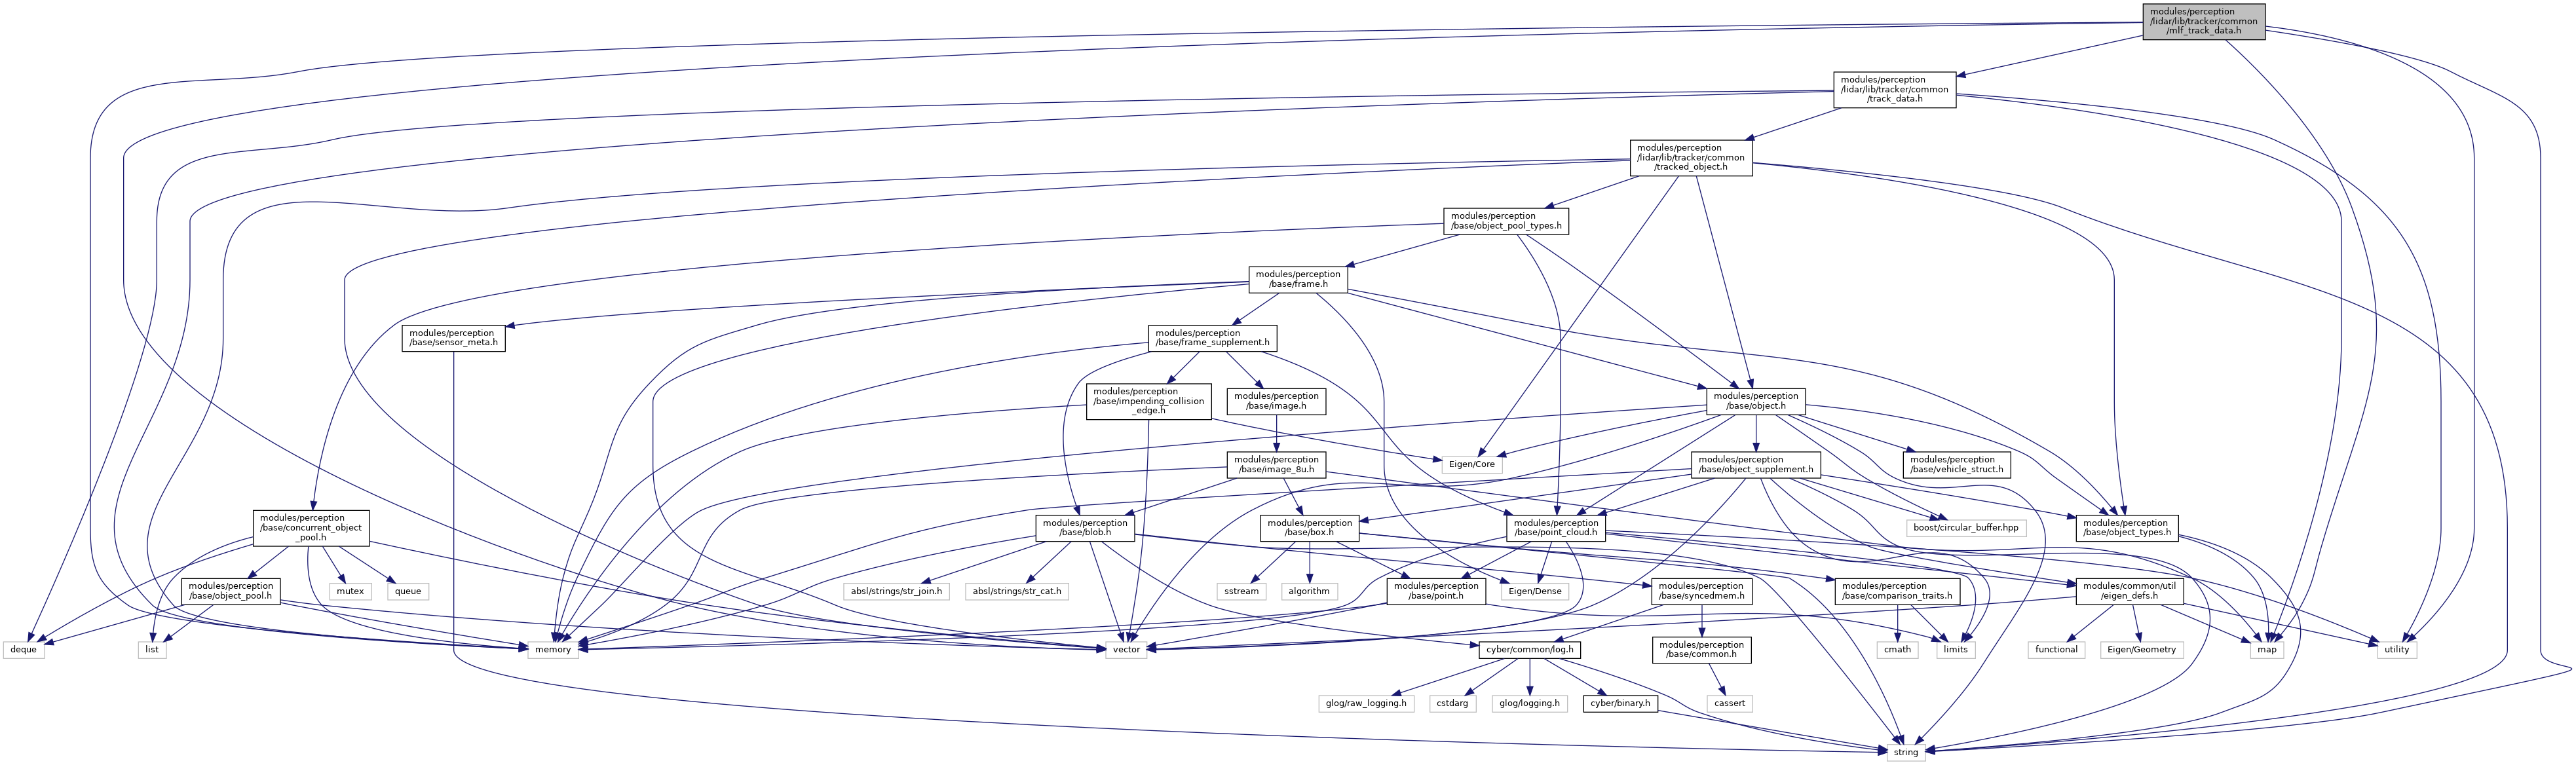 modules/perception
/lidar/lib/tracker/common
/mlf_track_data.h
modules/perception
/lidar/lib/tracker/common
/track_data.h
modules/perception
/lidar/lib/tracker/common
/tracked_object.h
modules/perception
/base/object_pool_types.h
modules/perception
/base/frame.h
modules/perception
/base/sensor_meta.h
modules/perception
/base/frame_supplement.h
modules/perception
/base/impending_collision
_edge.h
modules/perception
/base/image.h
modules/perception
/base/object.h
modules/perception
/base/image_8u.h
Eigen/Core
modules/perception
/base/object_supplement.h
modules/perception
/base/vehicle_struct.h
modules/perception
/base/concurrent_object
_pool.h
modules/perception
/base/blob.h
modules/perception
/base/box.h
modules/perception
/base/point_cloud.h
boost/circular_buffer.hpp
modules/perception
/base/object_types.h
modules/perception
/base/object_pool.h
mutex
queue
absl/strings/str_join.h
absl/strings/str_cat.h
sstream
algorithm
modules/perception
/base/point.h
Eigen/Dense
modules/perception
/base/syncedmem.h
modules/perception
/base/comparison_traits.h
modules/common/util
/eigen_defs.h
deque
list
memory
vector
cyber/common/log.h
modules/perception
/base/common.h
cmath
limits
functional
Eigen/Geometry
map
utility
glog/raw_logging.h
cstdarg
glog/logging.h
cyber/binary.h
cassert
string